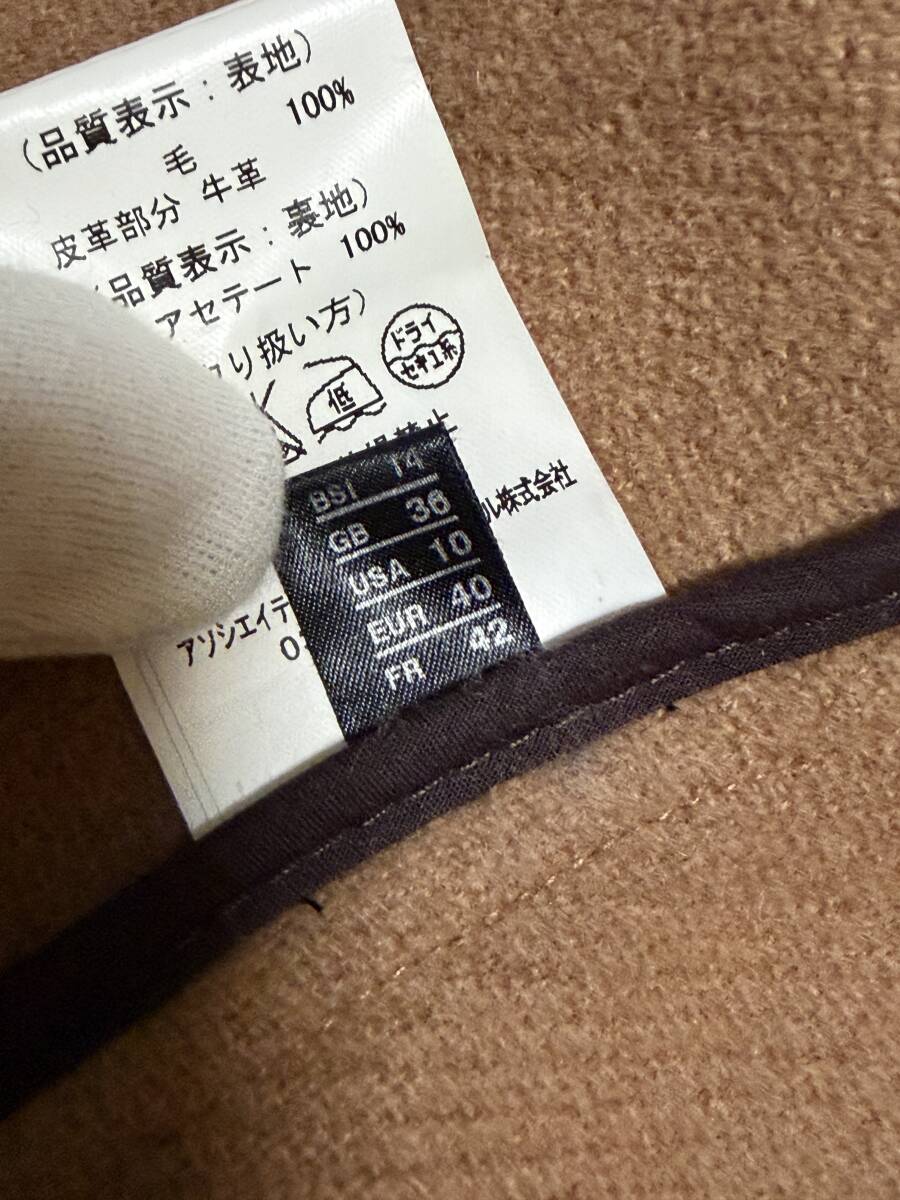 （品質表示：表地）
毛 100%
皮革部分 牛革
品質表示：裏地）
アセテート 100%
り扱い方）
低
ドライ
セキユ系
BSI 14
GB 36
USA 10
EUR 40
FR 42
ル株式会社
アソシエイテ